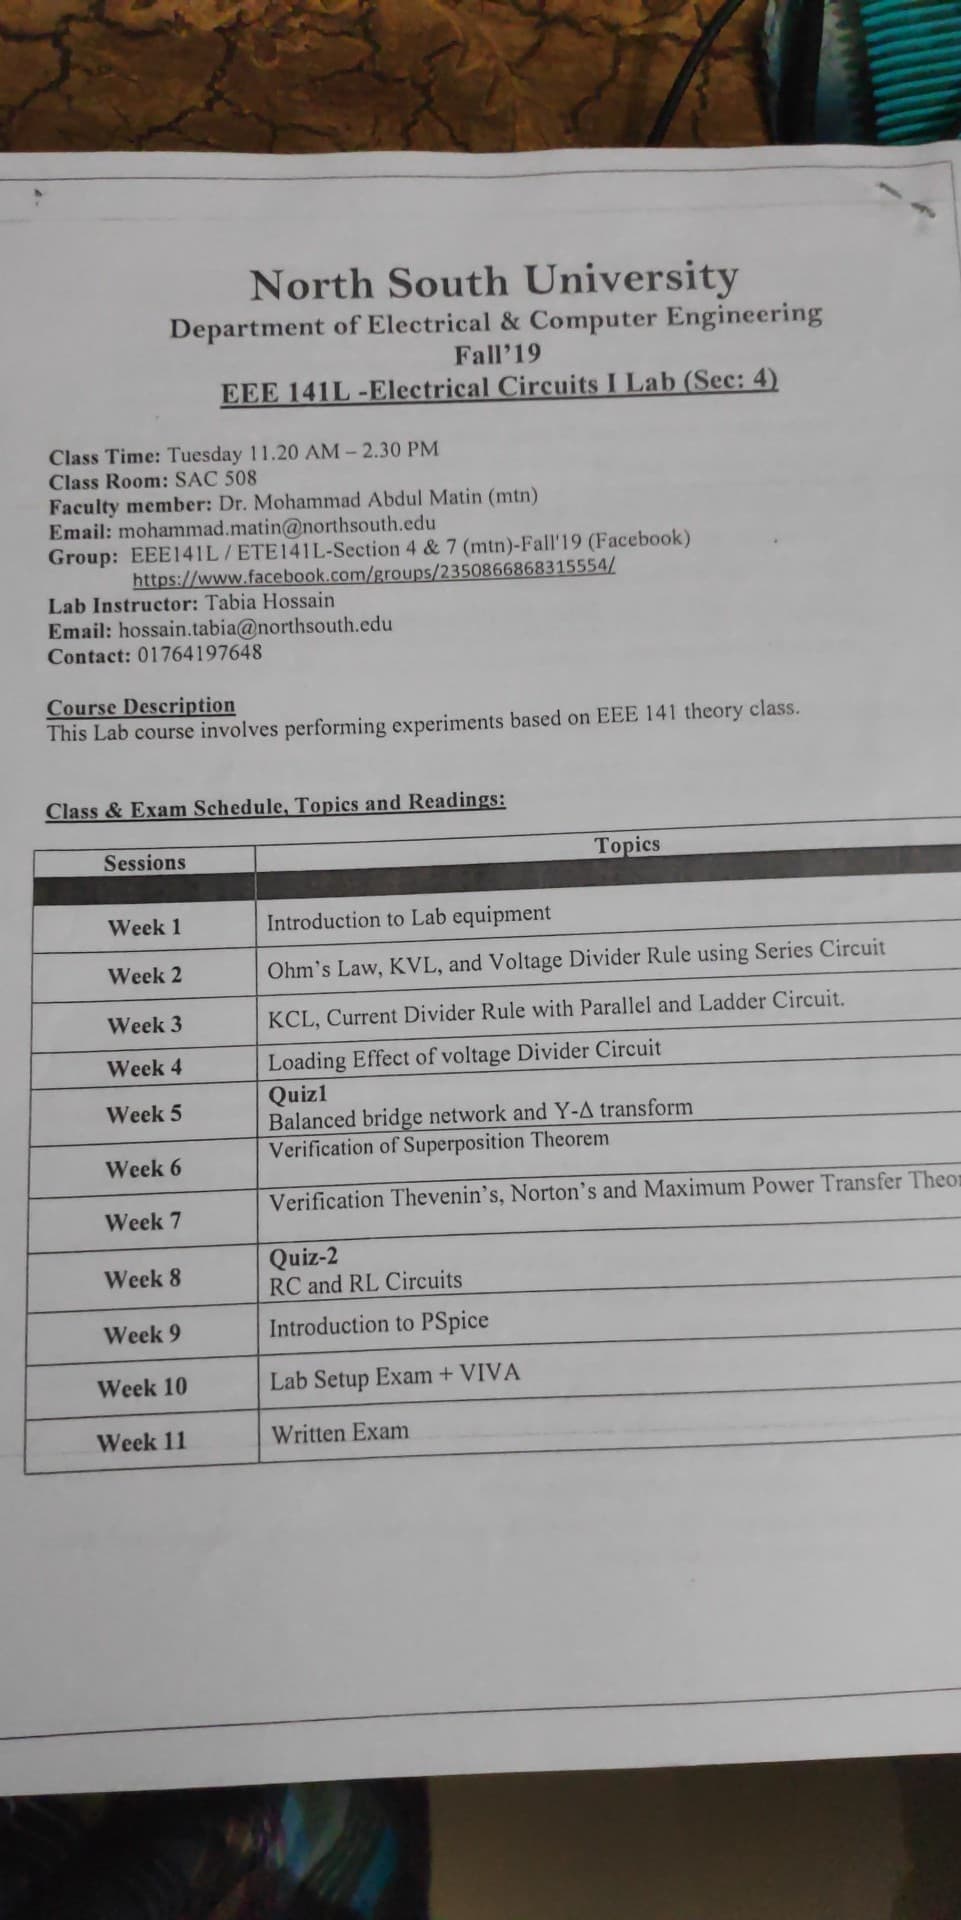 North South University
Department of Electrical & Computer Engineering
Fall'19
EEE 141L -Electrical Circuits I Lab (Sec: 4)
Class Time: Tuesday 11.20 AM – 2.30 PM
Class Room: SAC 508
Faculty member: Dr. Mohammad Abdul Matin (mtn)
Email: mohammad.matin@northsouth.edu
Group: EEE141L / ETE141L-Section 4 & 7 (mtn)-Fall'19 (Facebook)
https://www.facebook.com/groups/2350866868315554/
Lab Instructor: Tabia Hossain
Email: hossain.tabia@northsouth.edu
Contact: 01764197648
Course Description
This Lab course involves performing experiments based on EEE 141 theory class.
Class & Exam Schedule, Topics and Readings:
Sessions Topics
Week 1 Introduction to Lab equipment
Week 2 Ohm's Law, KVL, and Voltage Divider Rule using Series Circuit
Week 3 KCL, Current Divider Rule with Parallel and Ladder Circuit.
Week 4 Loading Effect of voltage Divider Circuit
Week 5 Quiz1
Balanced bridge network and Y-Δ transform
Week 6 Verification of Superposition Theorem
Week 7 Verification Thevenin's, Norton's and Maximum Power Transfer Theor
Week 8 Quiz-2
RC and RL Circuits
Week 9 Introduction to PSpice
Week 10 Lab Setup Exam + VIVA
Week 11 Written Exam